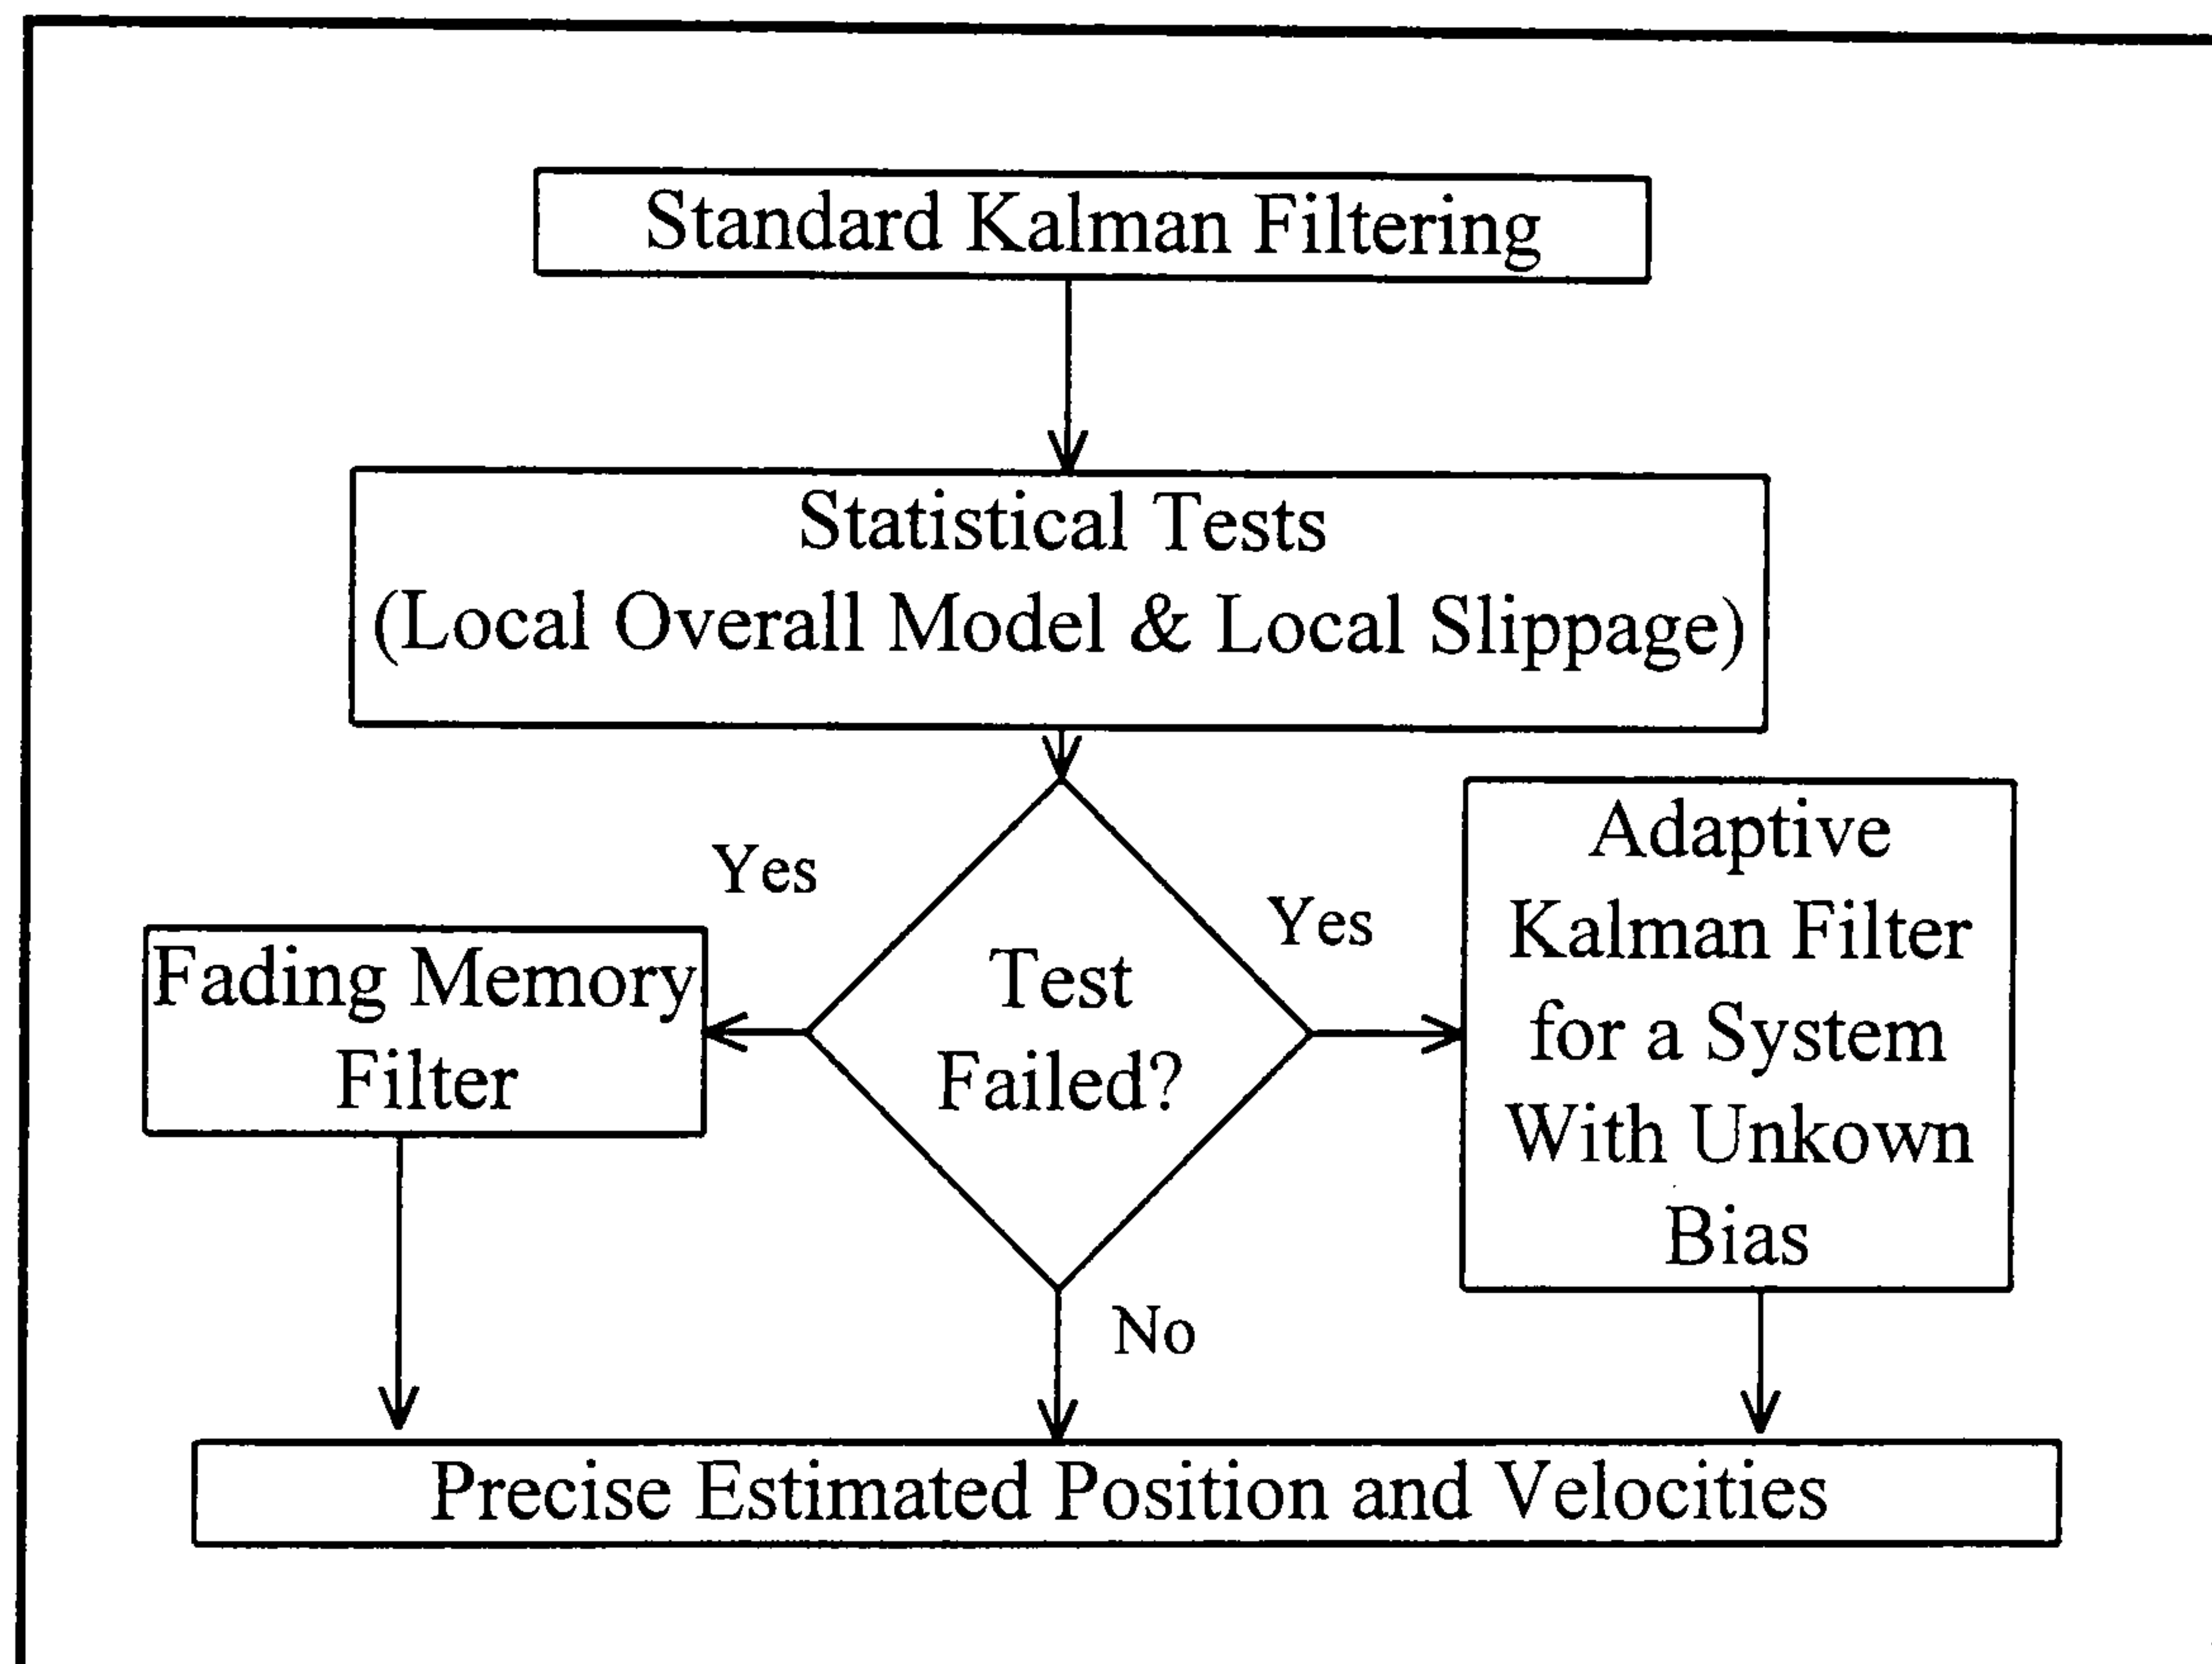 Standard Kalman Filtering
Statistical Tests
(Local Overall Model & Local Slippage)
Yes
Yes
Fading Memory
Filter
Test
Failed?
Adaptive
Kalman Filter
for a System
With Unkown
Bias
No
Precise Estimated Position and Velocities